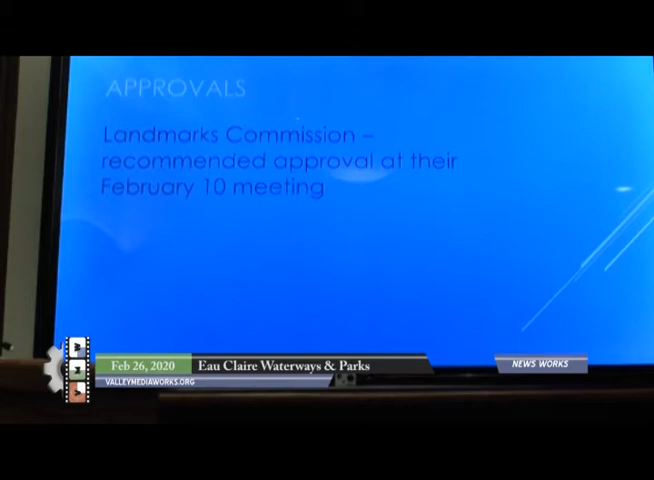 APPROVALS
Landmarks Commission –
recommended approval at their
February 10 meeting
Feb 26, 2020 Eau Claire Waterways & Parks
NEWS WORKS
VALLEYMEDIAWORKS.ORG